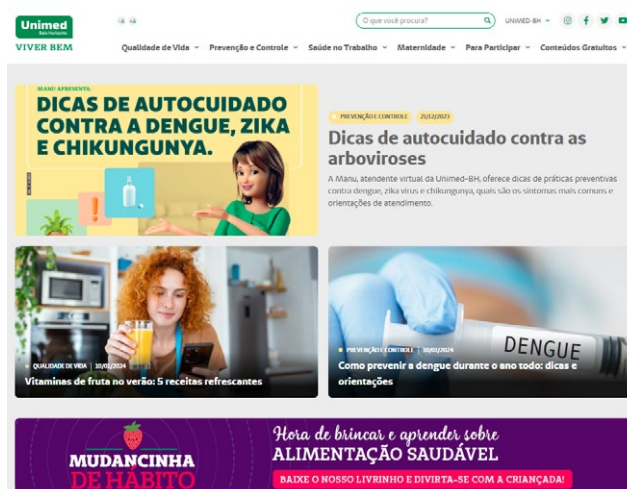 Unimed
Belo Horizonte
VIVER BEM
O que você procura?
UNIMED-BH
Qualidade de Vida
Prevenção e Controle
Saúde no Trabalho
Maternidade
Para Participar
Conteúdos Gratuitos
MANU APRESENTA:
DICAS DE AUTOCUIDADO
CONTRA A DENGUE, ZIKA
E CHIKUNGUNYA.
PREVENÇÃO E CONTROLE
21/12/2023
Dicas de autocuidado contra as
arboviroses
A Manu, atendente virtual da Unimed-BH, oferece dicas de práticas preventivas
contra dengue, zika vírus e chikungunya, quais são os sintomas mais comuns e
orientações de atendimento.
QUALIDADE DE VIDA | 10/01/2024
Vitaminas de fruta no verão: 5 receitas refrescantes
DENGUE
PREVENÇÃO E CONTROLE | 10/01/2024
Como prevenir a dengue durante o ano todo: dicas e
orientações
MUDANCINHA
DE HÁBITO
Hora de brincar e aprender sobre
ALIMENTAÇÃO SAUDÁVEL
BAIXE O NOSSO LIVRINHO E DIVIRTA-SE COM A CRIANÇADA!